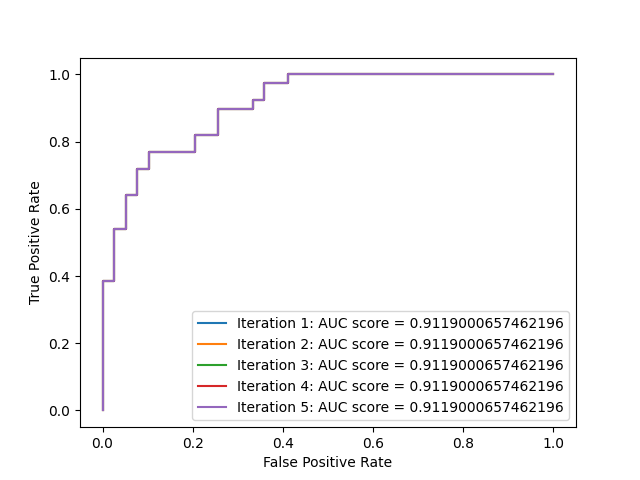 1.0
0.8
0.6
0.4
0.2
0.0
True Positive Rate
Iteration 1: AUC score = 0.9119000657462196
Iteration 2: AUC score = 0.9119000657462196
Iteration 3: AUC score = 0.9119000657462196
Iteration 4: AUC score = 0.9119000657462196
Iteration 5: AUC score = 0.9119000657462196
0.0 0.2 0.4 0.6 0.8 1.0
False Positive Rate